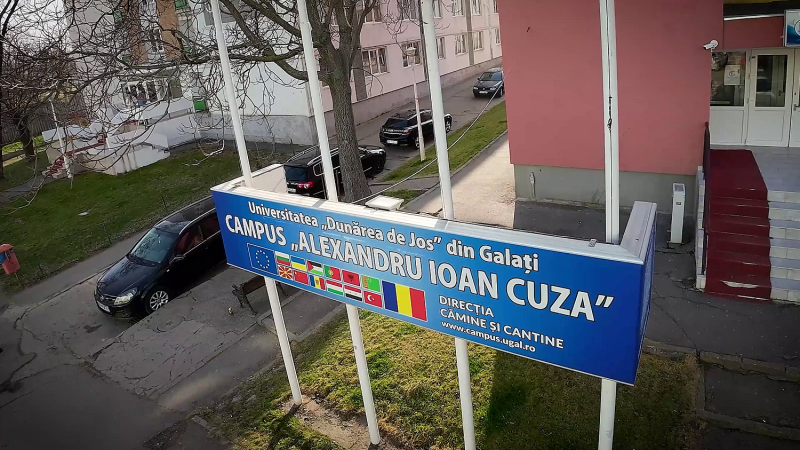 Universitatea „Dunărea de Jos” din Galați
CAMPUS „ALEXANDRU IOAN CUZA”
DIRECȚIA
CĂMINE ȘI CANTINE
www.campus.ugal.ro